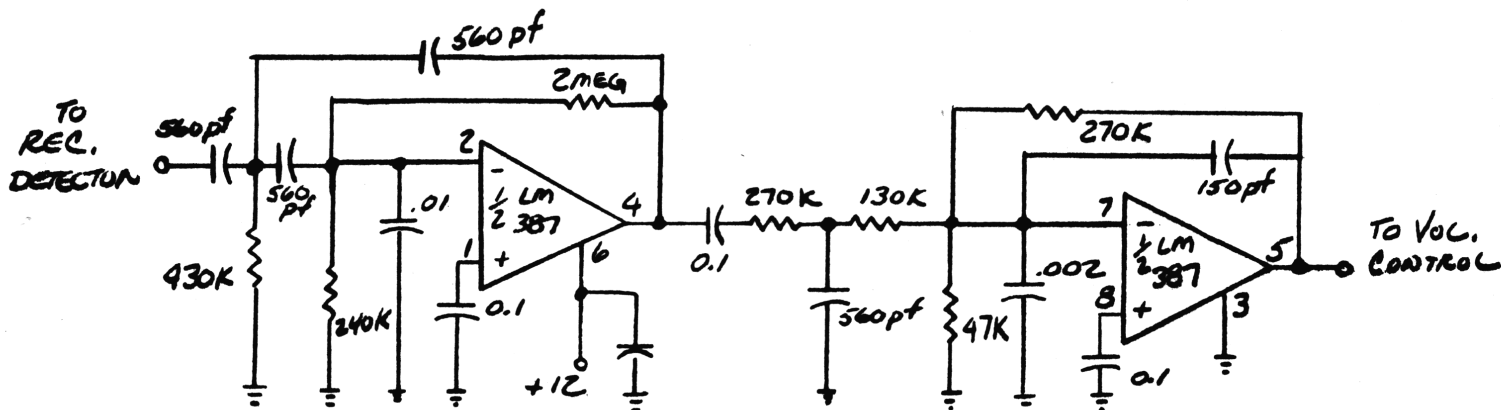 560 pf
2MEG
TO
REC.
DETECTOR
560pf
560
pf
430K
240K
.01
2
-
1/2 LM
387
1
+
0.1
4
6
+12
0.1
270K
130K
560pf
47K
.002
270K
150pf
7
-
1/2 LM
387
8
+
5
3
0.1
TO VOL.
CONTROL